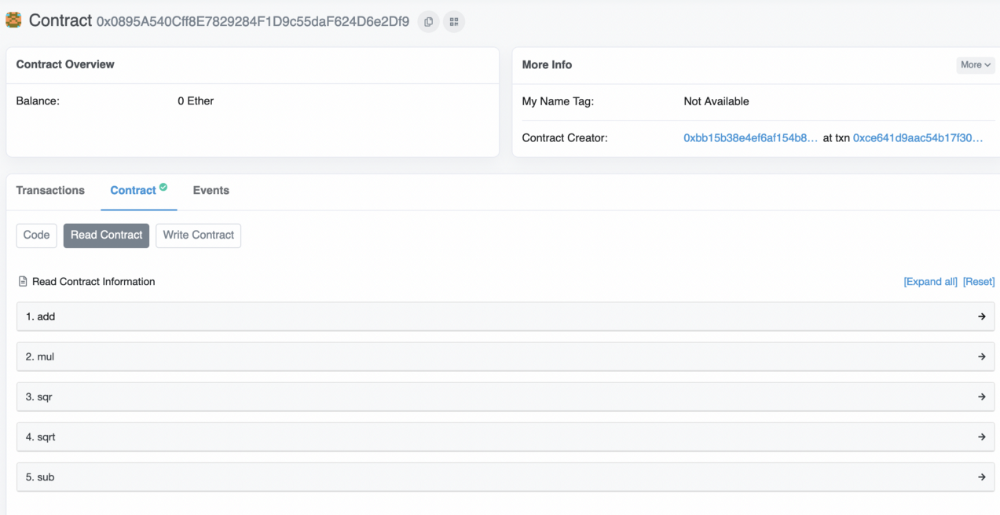 Contract 0x0895A540Cff8E7829284F1D9c55daF624D6e2Df9
Contract Overview
Balance: 0 Ether
More Info
More
My Name Tag: Not Available
Contract Creator: 0xbb15b38e4ef6af154b8... at txn 0xce641d9aac54b17f30...
Transactions Contract Events
Code Read Contract Write Contract
Read Contract Information
[Expand all] [Reset]
1. add
2. mul
3. sqr
4. sqrt
5. sub